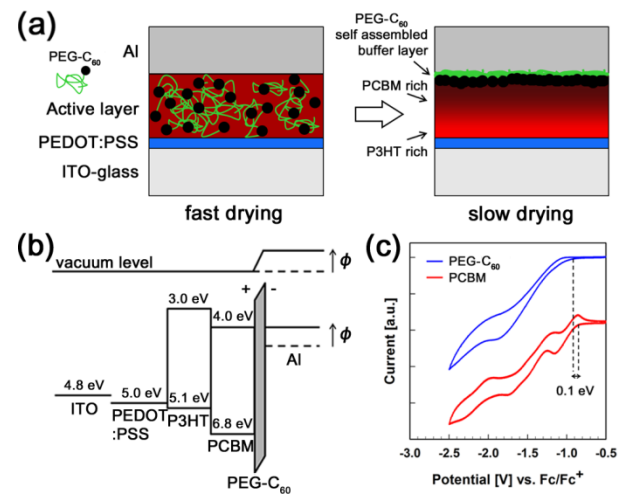 (a)
PEG-C60
Al
Active layer
PEDOT:PSS
ITO-glass
fast drying
PEG-C60
self assembled
buffer layer
PCBM rich
P3HT rich
slow drying
(b)
vacuum level
ϕ
+ -
3.0 eV
4.0 eV
ϕ
Al
4.8 eV
ITO
5.0 eV
PEDOT
:PSS
5.1 eV
P3HT
6.8 eV
PCBM
PEG-C60
(c)
PEG-C60
PCBM
Current [a.u.]
0.1 eV
-3.0 -2.5 -2.0 -1.5 -1.0 -0.5
Potential [V] vs. Fc/Fc+